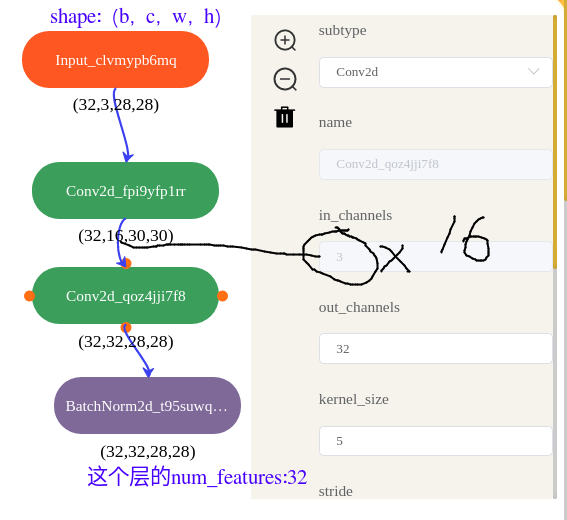 shape: (b, c, w, h)
Input_clvmypb6mq
(32,3,28,28)
Conv2d_fpi9yfp1rr
(32,16,30,30)
Conv2d_qoz4jji7f8
(32,32,28,28)
BatchNorm2d_t95suwq…
(32,32,28,28)
这个层的num_features:32
subtype
Conv2d
name
Conv2d_qoz4jji7f8
in_channels
3 x 16
out_channels
32
kernel_size
5
stride